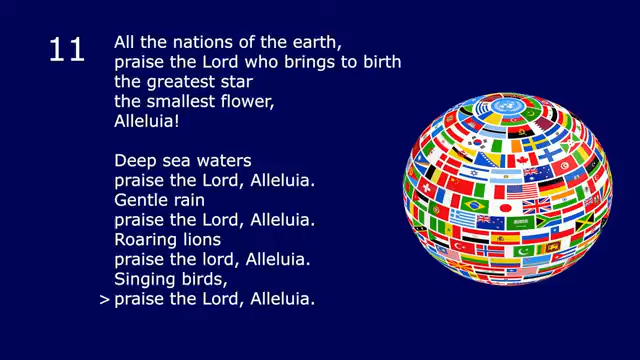 11
All the nations of the earth,
praise the Lord who brings to birth
the greatest star
the smallest flower,
Alleluia!
Deep sea waters
praise the Lord, Alleluia.
Gentle rain
praise the Lord, Alleluia.
Roaring lions
praise the lord, Alleluia.
Singing birds,
> praise the Lord, Alleluia.